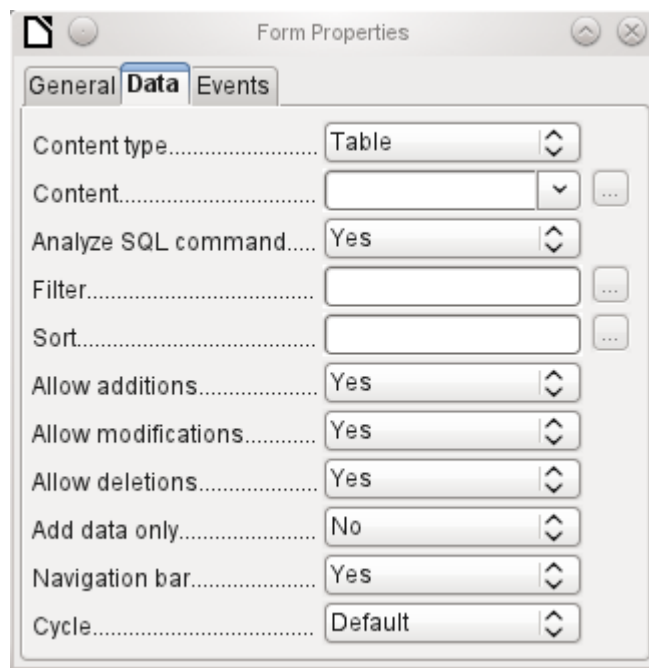 Form Properties
General Data Events
Content type........................ Table
Content................................ ...
Analyze SQL command..... Yes
Filter..................................... ...
Sort....................................... ...
Allow additions................... Yes
Allow modifications............ Yes
Allow deletions................... Yes
Add data only...................... No
Navigation bar.................... Yes
Cycle.................................... Default